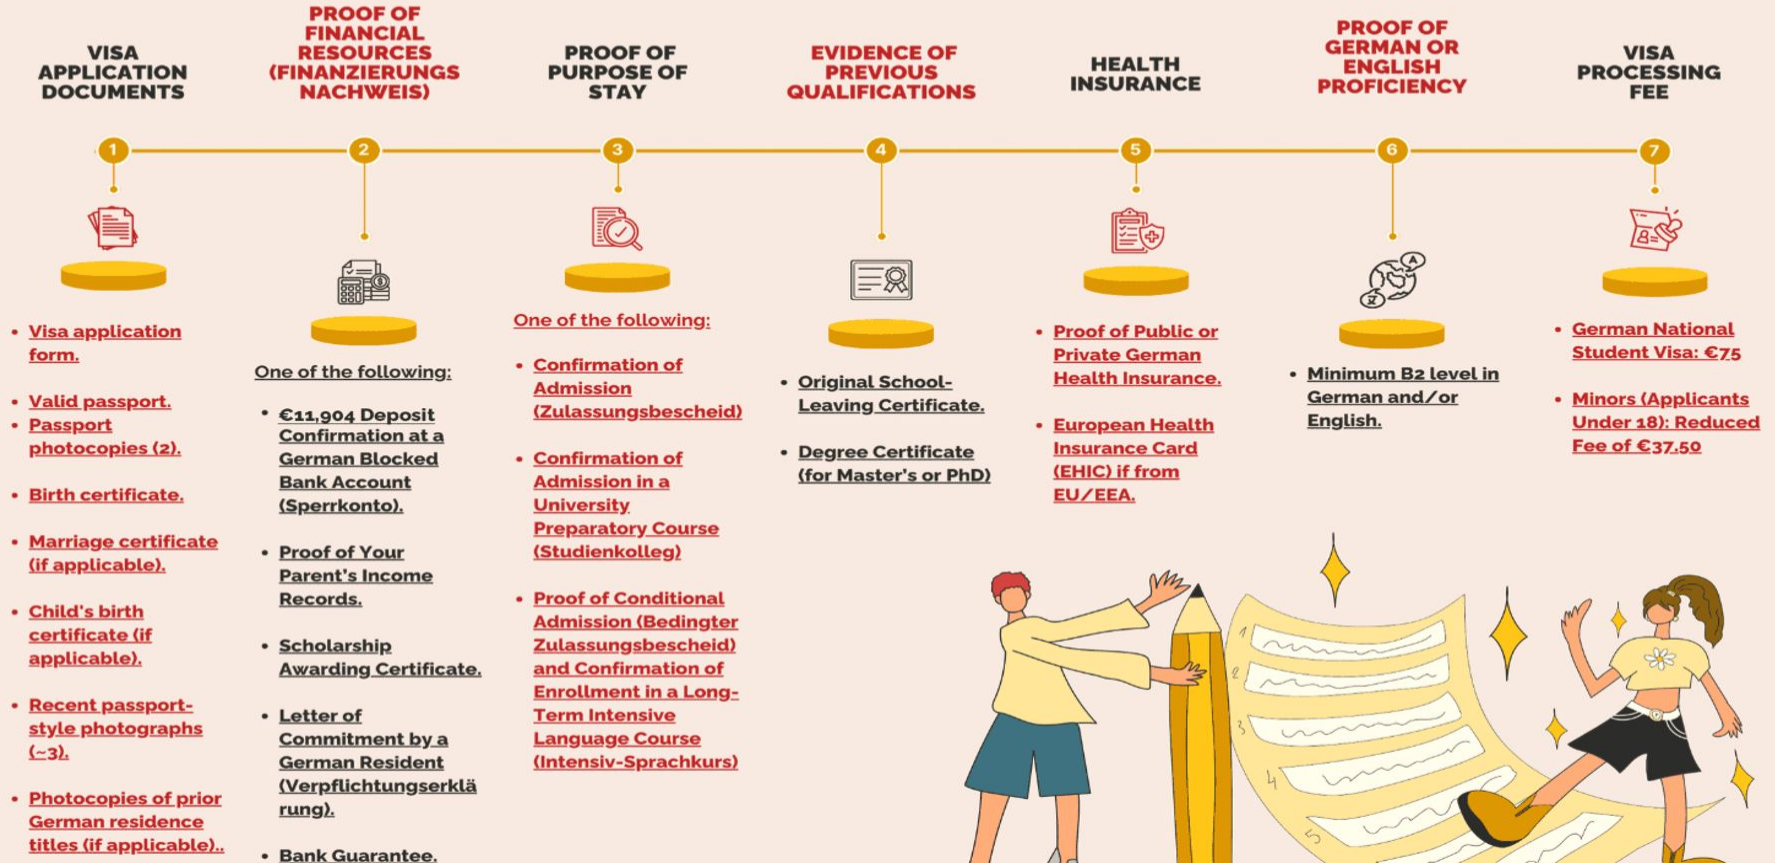 VISA
APPLICATION
DOCUMENTS
PROOF OF
FINANCIAL
RESOURCES
(FINANZIERUNGS
NACHWEIS)
PROOF OF
PURPOSE OF
STAY
EVIDENCE OF
PREVIOUS
QUALIFICATIONS
HEALTH
INSURANCE
PROOF OF
GERMAN OR
ENGLISH
PROFICIENCY
VISA
PROCESSING
FEE
1
2
3
4
5
6
7
• Visa application
form.
• Valid passport.
• Passport
photocopies (2).
• Birth certificate.
• Marriage certificate
(if applicable).
• Child's birth
certificate (if
applicable).
• Recent passport-
style photographs
(~3).
• Photocopies of prior
German residence
titles (if applicable)..
One of the following:
• €11,904 Deposit
Confirmation at a
German Blocked
Bank Account
(Sperrkonto).
• Proof of Your
Parent's Income
Records.
• Scholarship
Awarding Certificate.
• Letter of
Commitment by a
German Resident
(Verpflichtungserklä
rung).
• Bank Guarantee.
One of the following:
• Confirmation of
Admission
(Zulassungsbescheid)
• Confirmation of
Admission in a
University
Preparatory Course
(Studienkolleg)
• Proof of Conditional
Admission (Bedingter
Zulassungsbescheid)
and Confirmation of
Enrollment in a Long-
Term Intensive
Language Course
(Intensiv-Sprachkurs)
• Original School-
Leaving Certificate.
• Degree Certificate
(for Master's or PhD)
• Proof of Public or
Private German
Health Insurance.
• European Health
Insurance Card
(EHIC) if from
EU/EEA.
A
• Minimum B2 level in
German and/or
English.
• German National
Student Visa: €75
• Minors (Applicants
Under 18): Reduced
Fee of €37.50
1
2
3
4
5